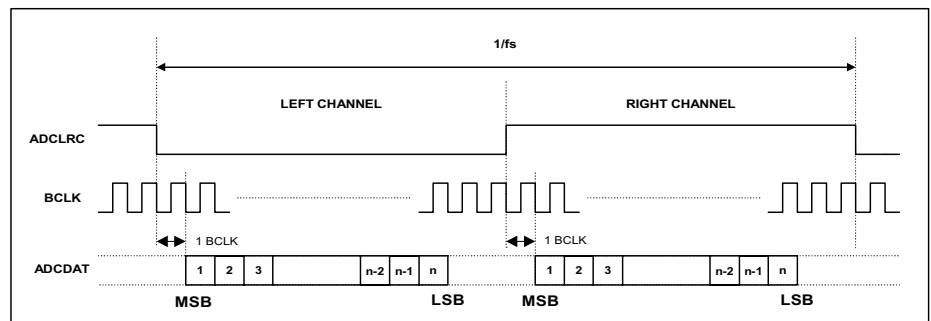 1/fs
LEFT CHANNEL RIGHT CHANNEL
ADCLRC
BCLK
1 BCLK 1 BCLK
ADCDAT 1 2 3 n-2 n-1 n 1 2 3 n-2 n-1 n
MSB LSB MSB LSB